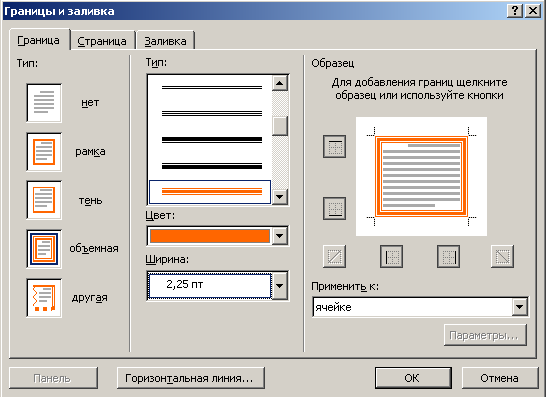 Границы и заливка
Граница
Страница
Заливка
Тип:
нет
рамка
тень
объемная
другая
Тип:
Цвет:
Ширина:
2,25 пт
Образец
Для добавления границ щелкните
образец или используйте кнопки
Применить к:
ячейке
Параметры...
Панель
Горизонтальная линия...
ОК
Отмена